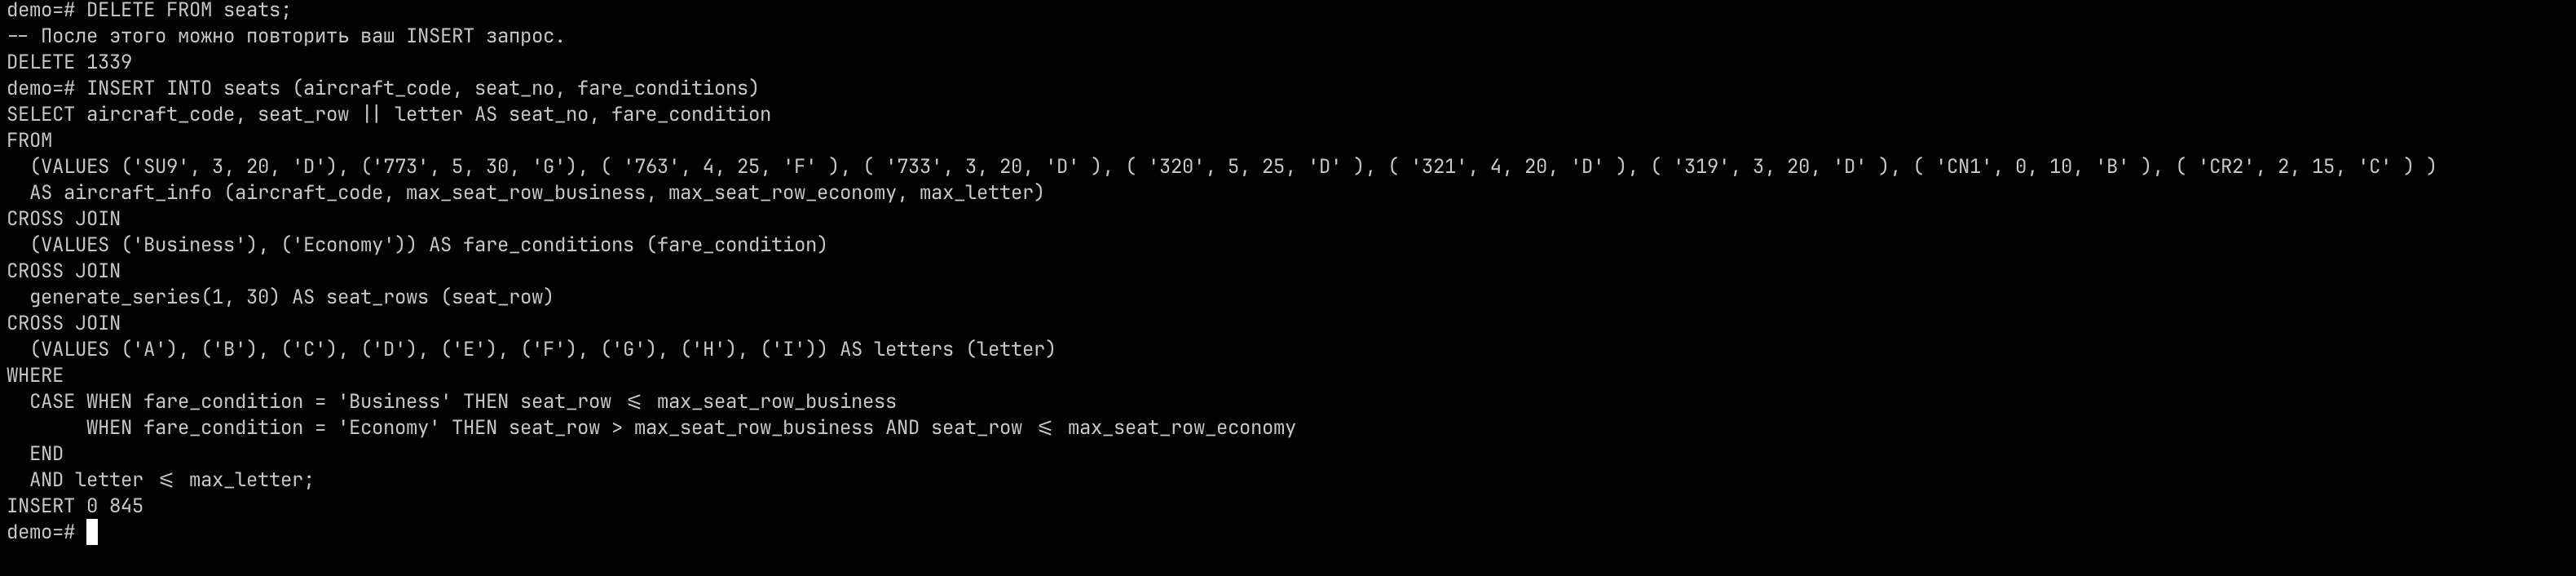 demo=# DELETE FROM seats;
-- После этого можно повторить ваш INSERT запрос.
DELETE 1339
demo=# INSERT INTO seats (aircraft_code, seat_no, fare_conditions)
SELECT aircraft_code, seat_row || letter AS seat_no, fare_condition
FROM
  (VALUES ('SU9', 3, 20, 'D'), ('773', 5, 30, 'G'), ( '763', 4, 25, 'F' ), ( '733', 3, 20, 'D' ), ( '320', 5, 25, 'D' ), ( '321', 4, 20, 'D' ), ( '319', 3, 20, 'D' ), ( 'CN1', 0, 10, 'B' ), ( 'CR2', 2, 15, 'C' ) )
  AS aircraft_info (aircraft_code, max_seat_row_business, max_seat_row_economy, max_letter)
CROSS JOIN
  (VALUES ('Business'), ('Economy')) AS fare_conditions (fare_condition)
CROSS JOIN
  generate_series(1, 30) AS seat_rows (seat_row)
CROSS JOIN
  (VALUES ('A'), ('B'), ('C'), ('D'), ('E'), ('F'), ('G'), ('H'), ('I')) AS letters (letter)
WHERE
  CASE WHEN fare_condition = 'Business' THEN seat_row <= max_seat_row_business
       WHEN fare_condition = 'Economy' THEN seat_row > max_seat_row_business AND seat_row <= max_seat_row_economy
  END
  AND letter <= max_letter;
INSERT 0 845
demo=#